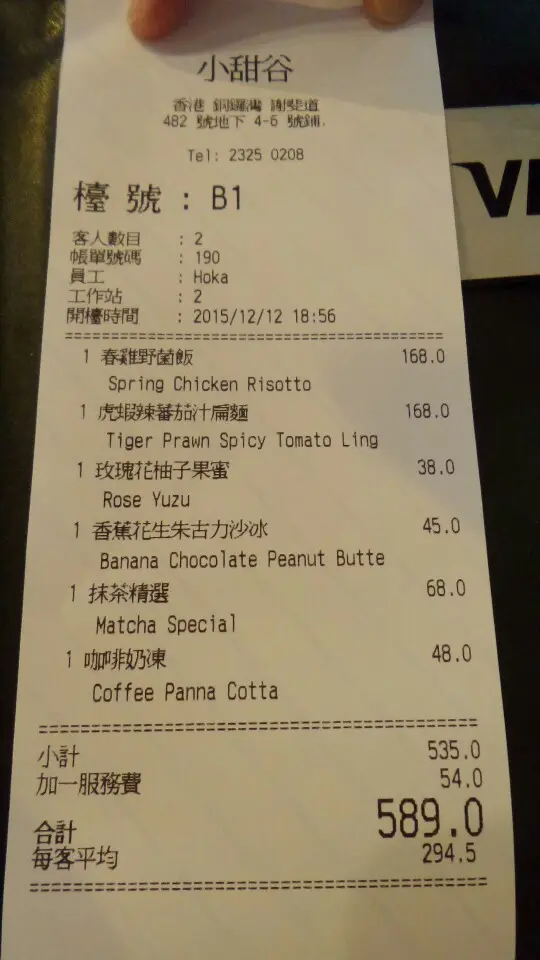 小甜谷
香港 銅鑼灣 謝斐道
482 號地下 4-6 號鋪.
Tel: 2325 0208
檯 號 : B1
客人數目 : 2
帳單號碼 : 190
員工 : Hoka
工作站 : 2
開檯時間 : 2015/12/12 18:56
1 春雞野菌飯 168.0
Spring Chicken Risotto
1 虎蝦辣蕃茄汁扁麵 168.0
Tiger Prawn Spicy Tomato Ling
1 玫瑰花柚子果蜜 38.0
Rose Yuzu
1 香蕉花生朱古力沙冰 45.0
Banana Chocolate Peanut Butte
1 抹茶精選 68.0
Matcha Special
1 咖啡奶凍 48.0
Coffee Panna Cotta
小計 535.0
加一服務費 54.0
合計 589.0
每客平均 294.5